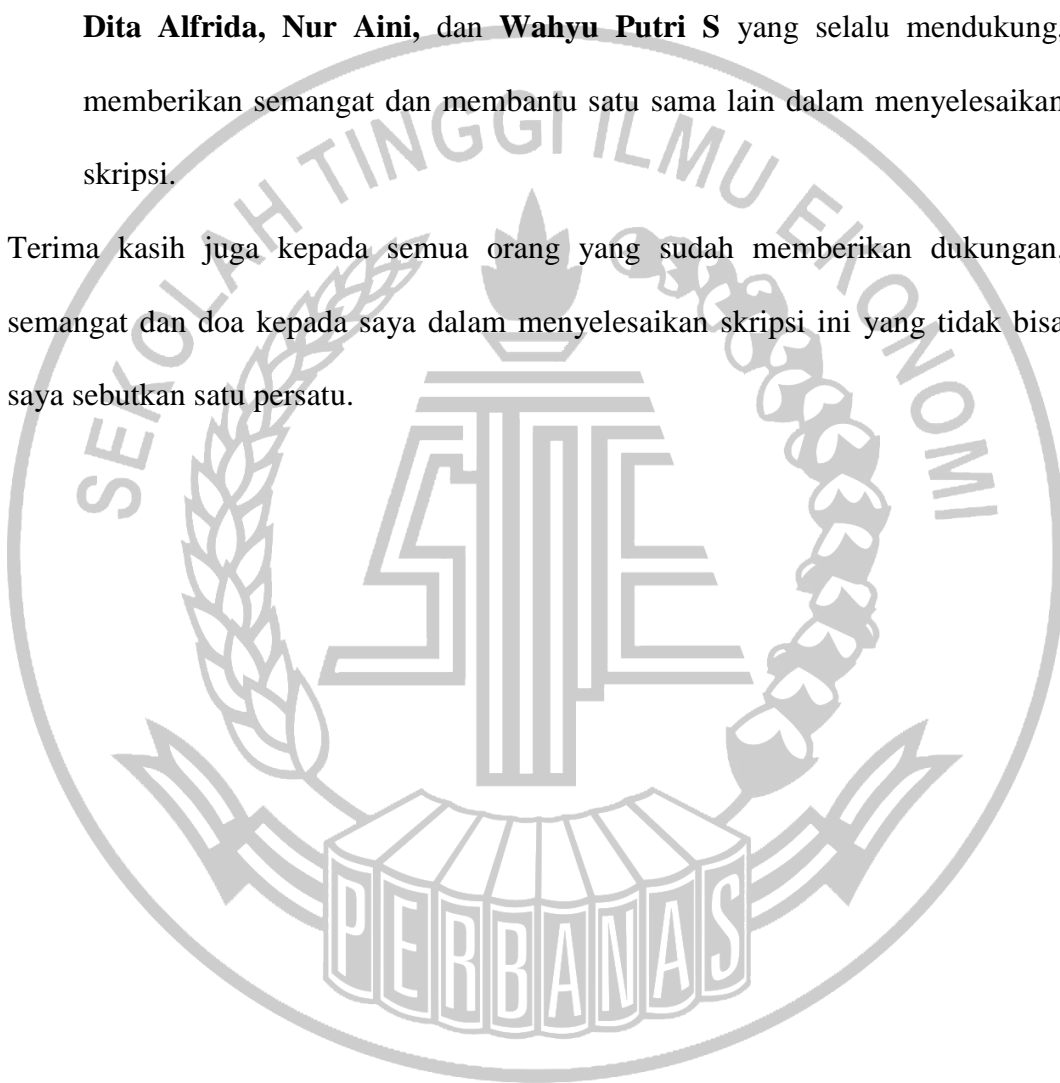 Dita Alfrida, Nur Aini, dan Wahyu Putri S yang selalu mendukung,
memberikan semangat dan membantu satu sama lain dalam menyelesaikan
skripsi.
Terima kasih juga kepada semua orang yang sudah memberikan dukungan,
semangat dan doa kepada saya dalam menyelesaikan skripsi ini yang tidak bisa
saya sebutkan satu persatu.
SEKOLAH TINGGI ILMU EKONOMI
STIE
PERBANAS